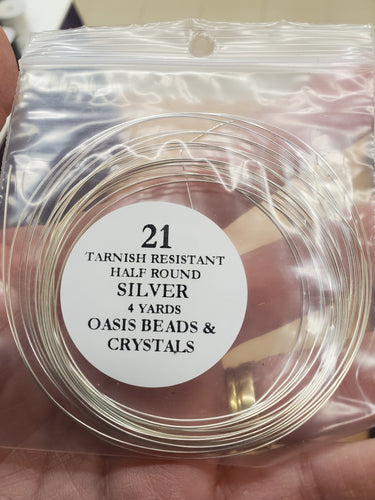 21
TARNISH RESISTANT
HALF ROUND
SILVER
4 YARDS
OASIS BEADS &
CRYSTALS